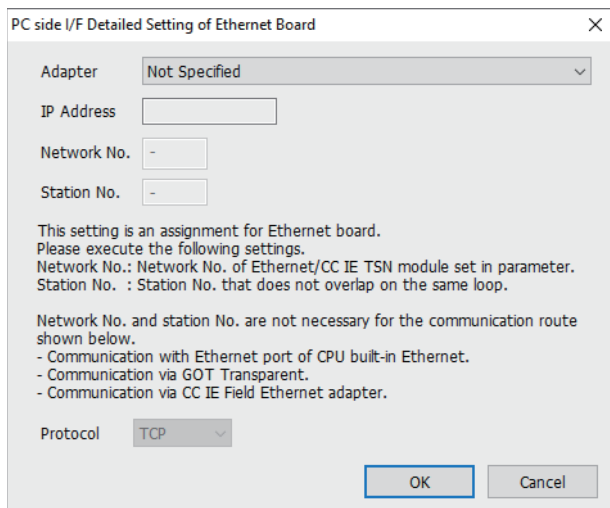 PC side I/F Detailed Setting of Ethernet Board
Adapter Not Specified
IP Address
Network No. -
Station No. -
This setting is an assignment for Ethernet board.
Please execute the following settings.
Network No.: Network No. of Ethernet/CC IE TSN module set in parameter.
Station No. : Station No. that does not overlap on the same loop.
Network No. and station No. are not necessary for the communication route
shown below.
- Communication with Ethernet port of CPU built-in Ethernet.
- Communication via GOT Transparent.
- Communication via CC IE Field Ethernet adapter.
Protocol TCP
OK Cancel